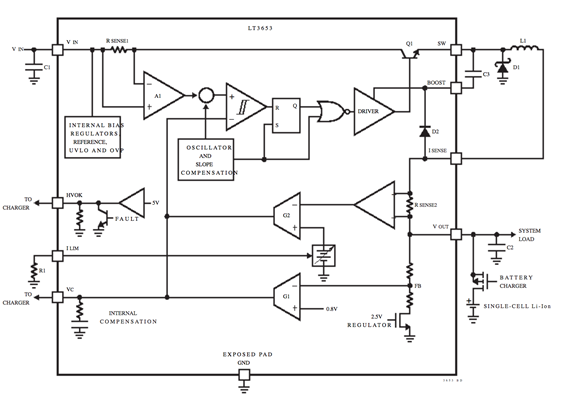 LT3653
V IN
V IN
R SENSE1
Q1
SW
L1
C1
A1
BOOST
C3
D1
R
Q
S
DRIVER
INTERNAL BIAS
REGULATORS,
REFERENCE,
UVLO AND OVP
OSCILLATOR
AND
SLOPE
COMPENSATION
D2
I SENSE
TO
CHARGER
HVOK
5V
FAULT
G2
R SENSE2
V OUT
SYSTEM
LOAD
C2
I LIM
R1
BATTERY
CHARGER
TO
CHARGER
VC
G1
FB
SINGLE-CELL Li-Ion
0.8V
INTERNAL
COMPENSATION
2.5V
REGULATOR
EXPOSED PAD
GND